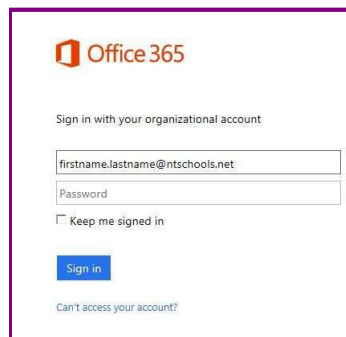 Office 365
Sign in with your organizational account
firstname.lastname@ntschools.net
Password
Keep me signed in
Sign in
Can't access your account?